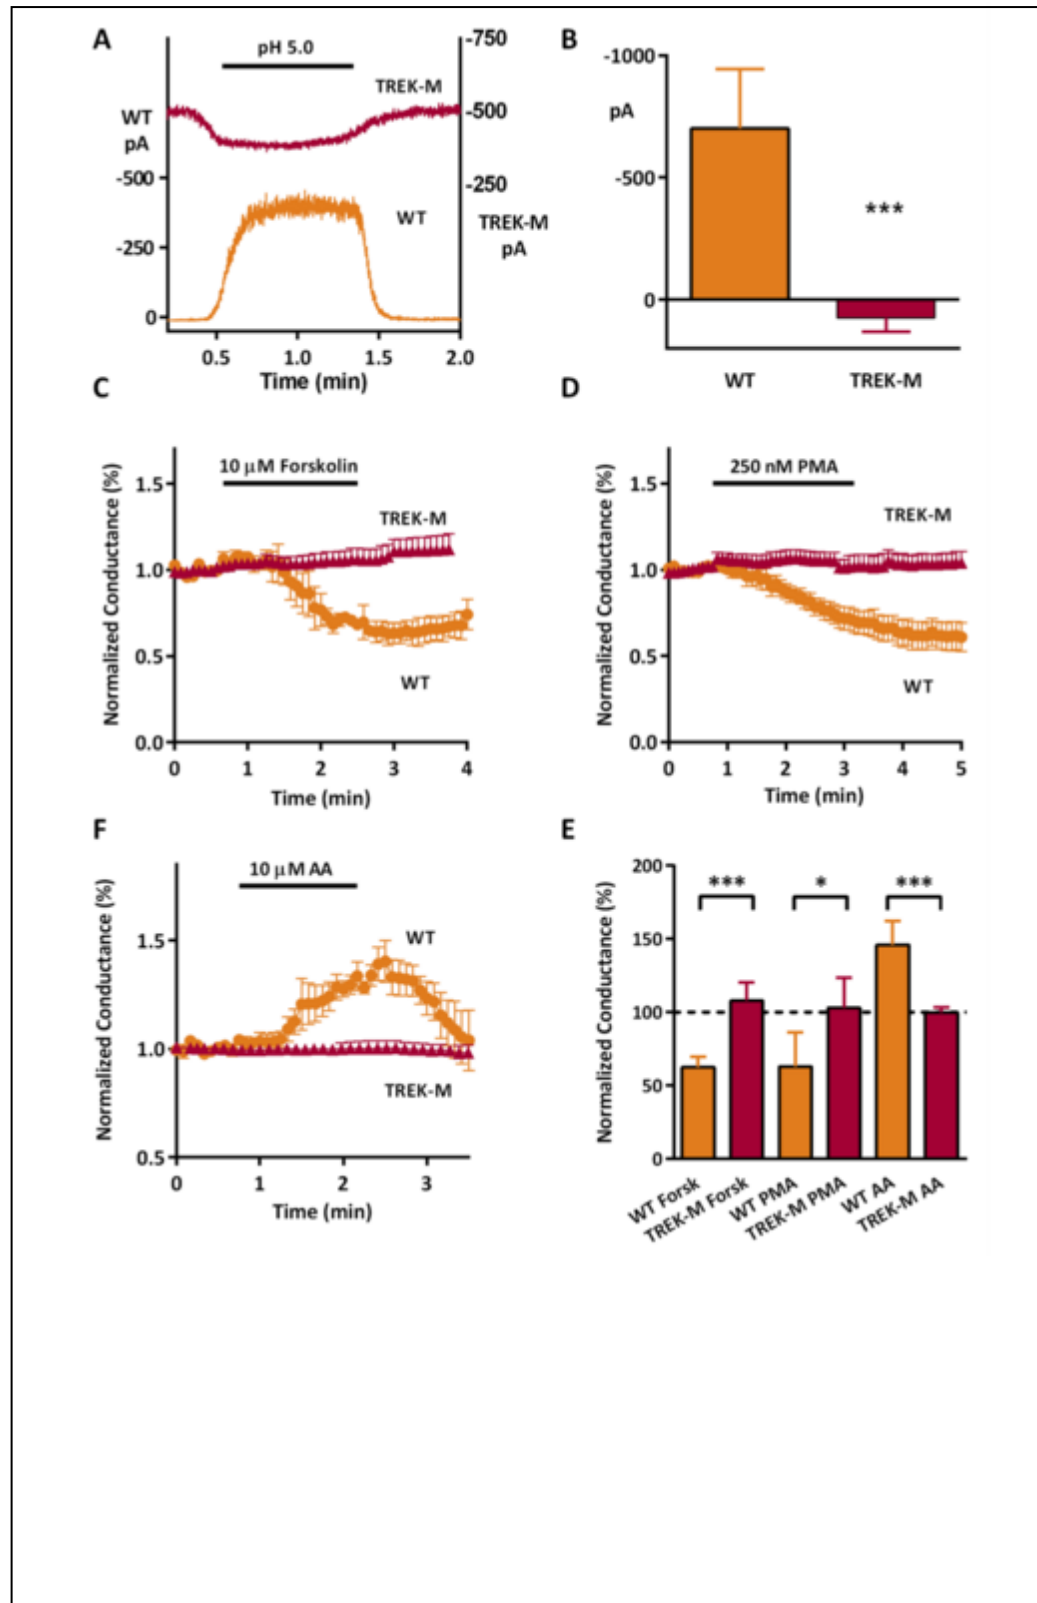 A
pH 5.0
TREK-M
WT
pA
-500
-250
0
-750
-500
-250
TREK-M
pA
WT
0.5 1.0 1.5 2.0
Time (min)
B
-1000
pA
-500
0
***
WT TREK-M
C
Normalized Conductance (%)
10 μM Forskolin
TREK-M
WT
1.5
1.0
0.5
0.0
0 1 2 3 4
Time (min)
D
Normalized Conductance (%)
250 nM PMA
TREK-M
WT
1.5
1.0
0.5
0.0
0 1 2 3 4 5
Time (min)
F
Normalized Conductance (%)
10 μM AA
WT
TREK-M
1.5
1.0
0.5
0 1 2 3
Time (min)
E
Normalized Conductance (%)
200
150
100
50
0
*** * ***
WT Forsk
TREK-M Forsk
WT PMA
TREK-M PMA
WT AA
TREK-M AA